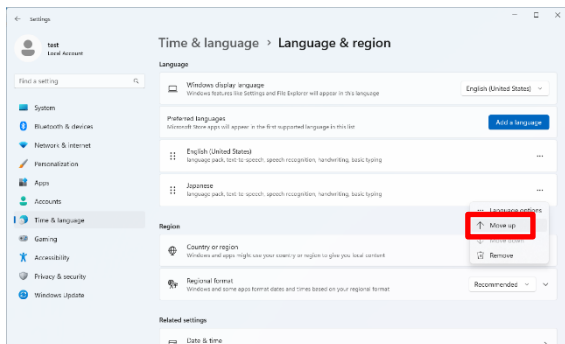 ← Settings
test
Local Account
Find a setting
System
Bluetooth & devices
Network & internet
Personalization
Apps
Accounts
Time & language
Gaming
Accessibility
Privacy & security
Windows Update
Time & language > Language & region
Language
Windows display language
Windows features like Settings and File Explorer will appear in this language
English (United States)
Preferred languages
Microsoft Store apps will appear in the first supported language in this list
Add a language
English (United States)
language pack, text-to-speech, speech recognition, handwriting, basic typing
Japanese
language pack, text-to-speech, speech recognition, handwriting, basic typing
Language options
Move up
Move down
Remove
Region
Country or region
Windows and apps might use your country or region to give you local content
Regional format
Windows and some apps format dates and times based on your regional format
Recommended
Related settings
Date & time